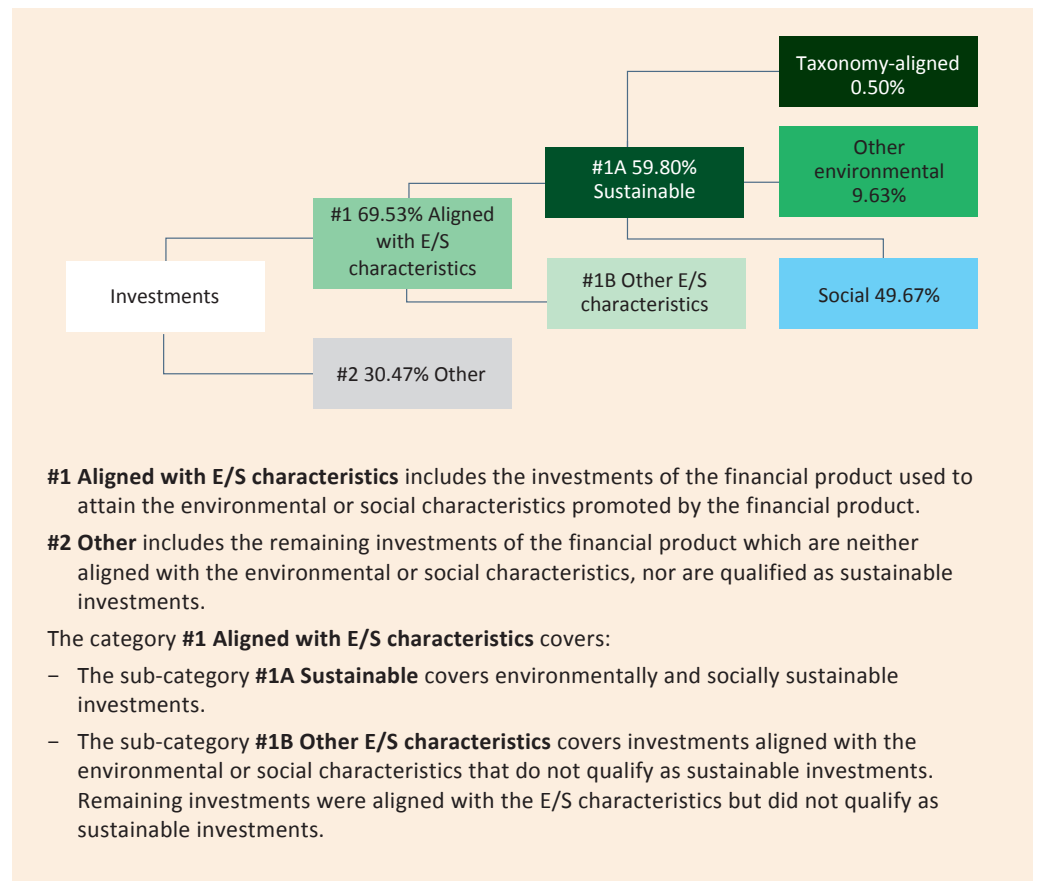 Taxonomy-aligned
0.50%
#1A 59.80%
Sustainable
Other
environmental
9.63%
#1 69.53% Aligned
with E/S
characteristics
Investments
#1B Other E/S
characteristics
Social 49.67%
#2 30.47% Other
#1 Aligned with E/S characteristics includes the investments of the financial product used to
attain the environmental or social characteristics promoted by the financial product.
#2 Other includes the remaining investments of the financial product which are neither
aligned with the environmental or social characteristics, nor are qualified as sustainable
investments.
The category #1 Aligned with E/S characteristics covers:
− The sub-category #1A Sustainable covers environmentally and socially sustainable
investments.
− The sub-category #1B Other E/S characteristics covers investments aligned with the
environmental or social characteristics that do not qualify as sustainable investments.
Remaining investments were aligned with the E/S characteristics but did not qualify as
sustainable investments.